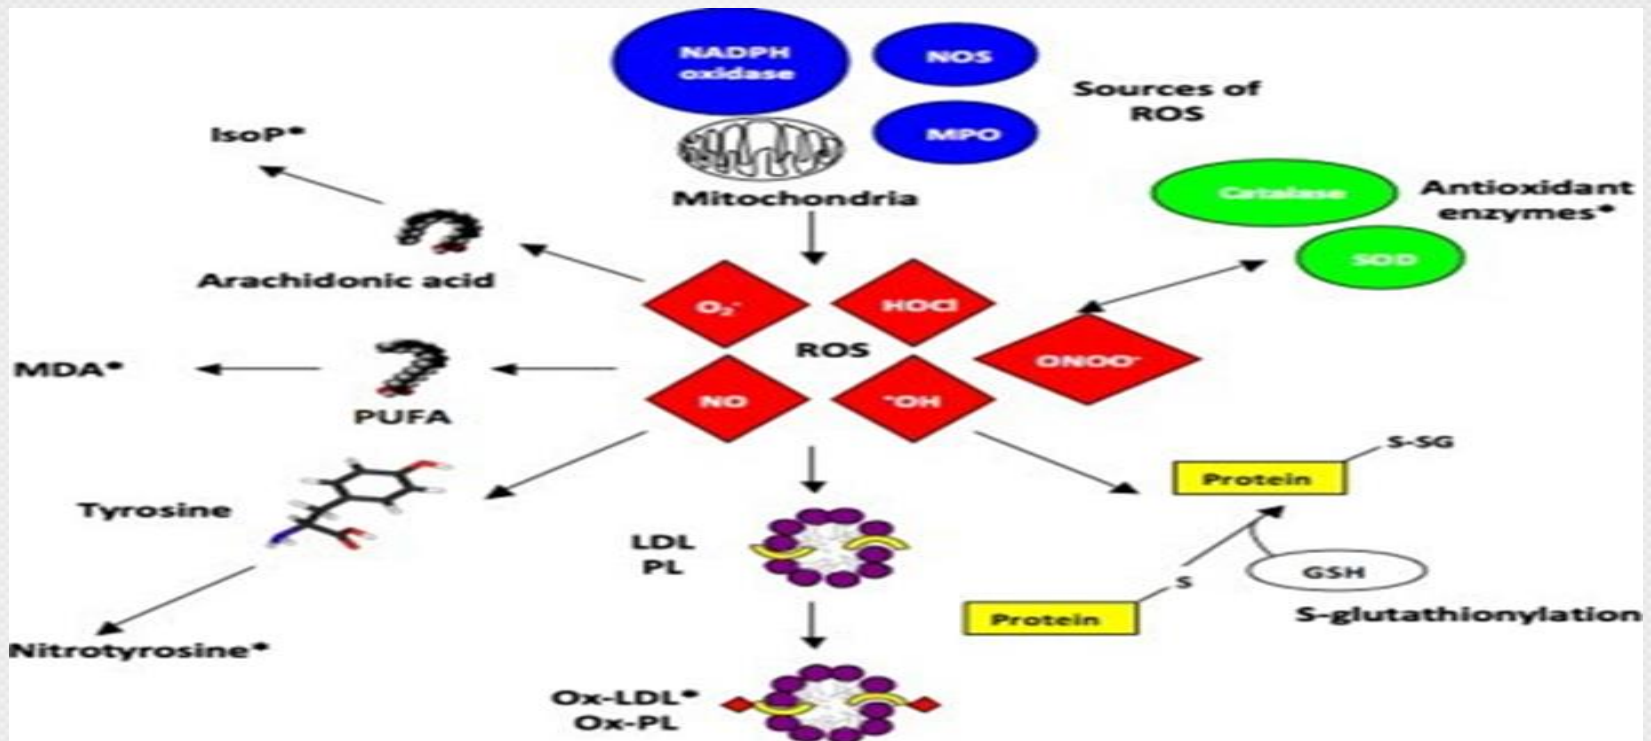 NADPH
oxidase
NOS
MPO
Sources of
ROS
Mitochondria
IsoP*
Catalase
SOD
Antioxidant
enzymes*
Arachidonic acid
O₂⁻
HOCl
ROS
ONOO⁻
NO
•OH
MDA*
PUFA
Tyrosine
Nitrotyrosine*
LDL
PL
Ox-LDL*
Ox-PL
Protein
S-SG
Protein
S
GSH
S-glutathionylation